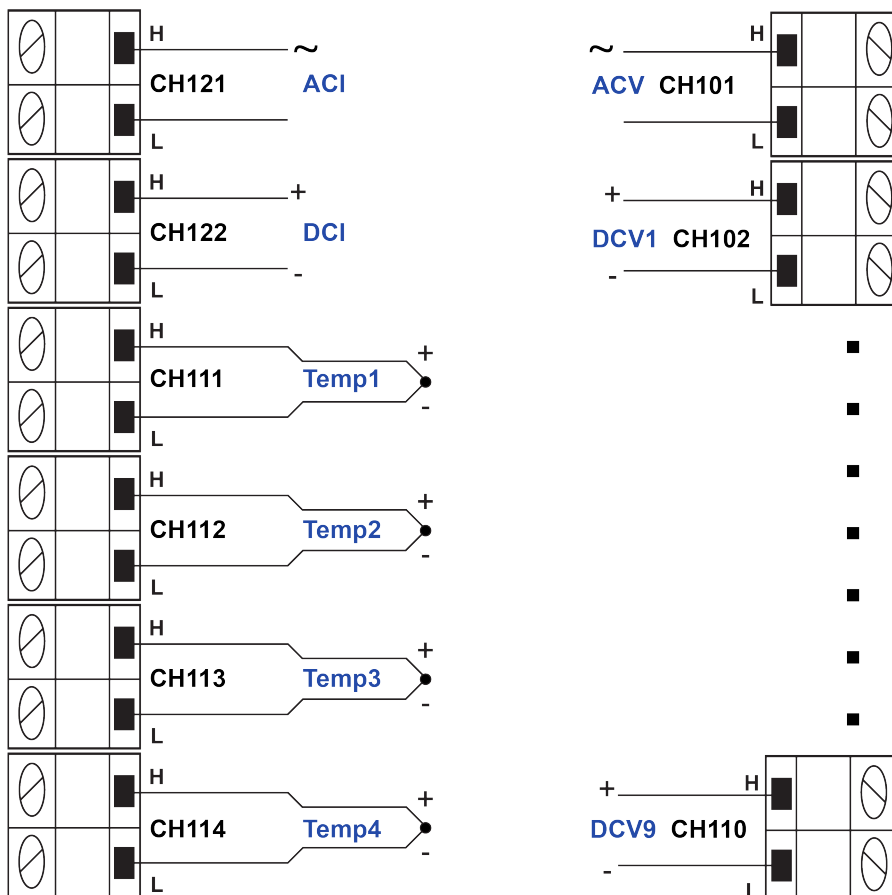 H
~
CH121 ACI
L
H
+
CH122 DCI
-
L
H
+
CH111 Temp1
-
L
H
+
CH112 Temp2
-
L
H
+
CH113 Temp3
-
L
H
+
CH114 Temp4
-
L
~
H
ACV CH101
L
+
H
DCV1 CH102
-
L
+
H
DCV9 CH110
-
L